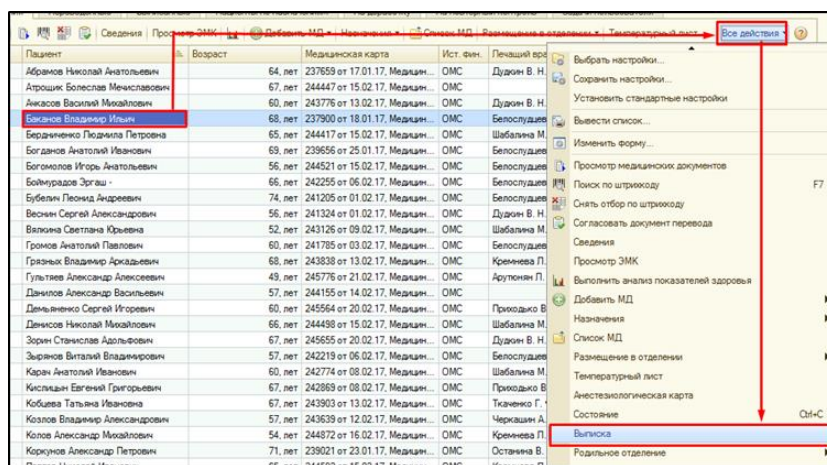 Сведения Просмотр ЭМК Добавить МД Назначения Список МД Размещение в отделении Температурный лист Все действия
Пациент Возраст Медицинская карта Ист. фин. Лечащий вра
Абрамов Николай Анатольевич 64, лет 237659 от 17.01.17, Медицин... ОМС Дудкин В. Н.
Атрощик Болеслав Мечиславович 67, лет 244447 от 15.02.17, Медицин... ОМС
Анкасов Василий Михайлович 60, лет 243776 от 13.02.17, Медицин... ОМС Дудкин В. Н.
Баканов Владимир Ильич 68, лет 237900 от 18.01.17, Медицин... ОМС Белослудцев
Бердниченко Людмила Петровна 65, лет 244417 от 15.02.17, Медицин... ОМС Шабалина М.
Богданов Анатолий Иванович 69, лет 239656 от 25.01.17, Медицин... ОМС Белослудцев
Богомолов Игорь Анатольевич 56, лет 244521 от 15.02.17, Медицин... ОМС Белослудцев
Боймурадов Эргаш - 66, лет 242255 от 06.02.17, Медицин... ОМС Белослудцев
Бубелич Леонид Андреевич 74, лет 241205 от 01.02.17, Медицин... ОМС Белослудцев
Веснин Сергей Александрович 56, лет 241324 от 01.02.17, Медицин... ОМС Дудкин В. Н.
Вялкина Светлана Юрьевна 52, лет 243126 от 09.02.17, Медицин... ОМС Шабалина М.
Громов Анатолий Павлович 60, лет 241785 от 03.02.17, Медицин... ОМС Белослудцев
Грязных Владимир Аркадьевич 68, лет 243838 от 13.02.17, Медицин... ОМС Кремнева Л.
Гультяев Александр Алексеевич 49, лет 245776 от 21.02.17, Медицин... ОМС Арутюнян Л.
Данилов Александр Васильевич 57, лет 244155 от 14.02.17, Медицин... ОМС
Демьяненко Сергей Игоревич 60, лет 245564 от 20.02.17, Медицин... ОМС Приходько В
Денисов Николай Михайлович 66, лет 244498 от 15.02.17, Медицин... ОМС Шабалина М.
Зорин Станислав Адольфович 67, лет 245655 от 20.02.17, Медицин... ОМС Дудкин В. Н.
Зырянов Виталий Владимирович 57, лет 242219 от 06.02.17, Медицин... ОМС Белослудцев
Карач Анатолий Иванович 60, лет 242774 от 08.02.17, Медицин... ОМС Шабалина М.
Кислицын Евгений Григорьевич 67, лет 242869 от 08.02.17, Медицин... ОМС Приходько В
Кобцева Татьяна Ивановна 67, лет 243903 от 13.02.17, Медицин... ОМС Ткаченко Г.
Козлов Владимир Александрович 57, лет 243639 от 12.02.17, Медицин... ОМС Черкашин А.
Колов Александр Михайлович 54, лет 244872 от 16.02.17, Медицин... ОМС Кремнева Л.
Коркунов Александр Петрович 71, лет 239021 от 23.01.17, Медицин... ОМС Останина В.
Выбрать настройки...
Сохранить настройки...
Установить стандартные настройки
Вывести список...
Изменить форму...
Просмотр медицинских документов
Поиск по штрихкоду F7
Снять отбор по штрихкоду
Согласовать документ перевода
Сведения
Просмотр ЭМК
Выполнить анализ показателей здоровья
Добавить МД
Назначения
Список МД
Размещение в отделении
Температурный лист
Анестезиологическая карта
Состояние Ctrl+C
Выписка
Родильное отделение